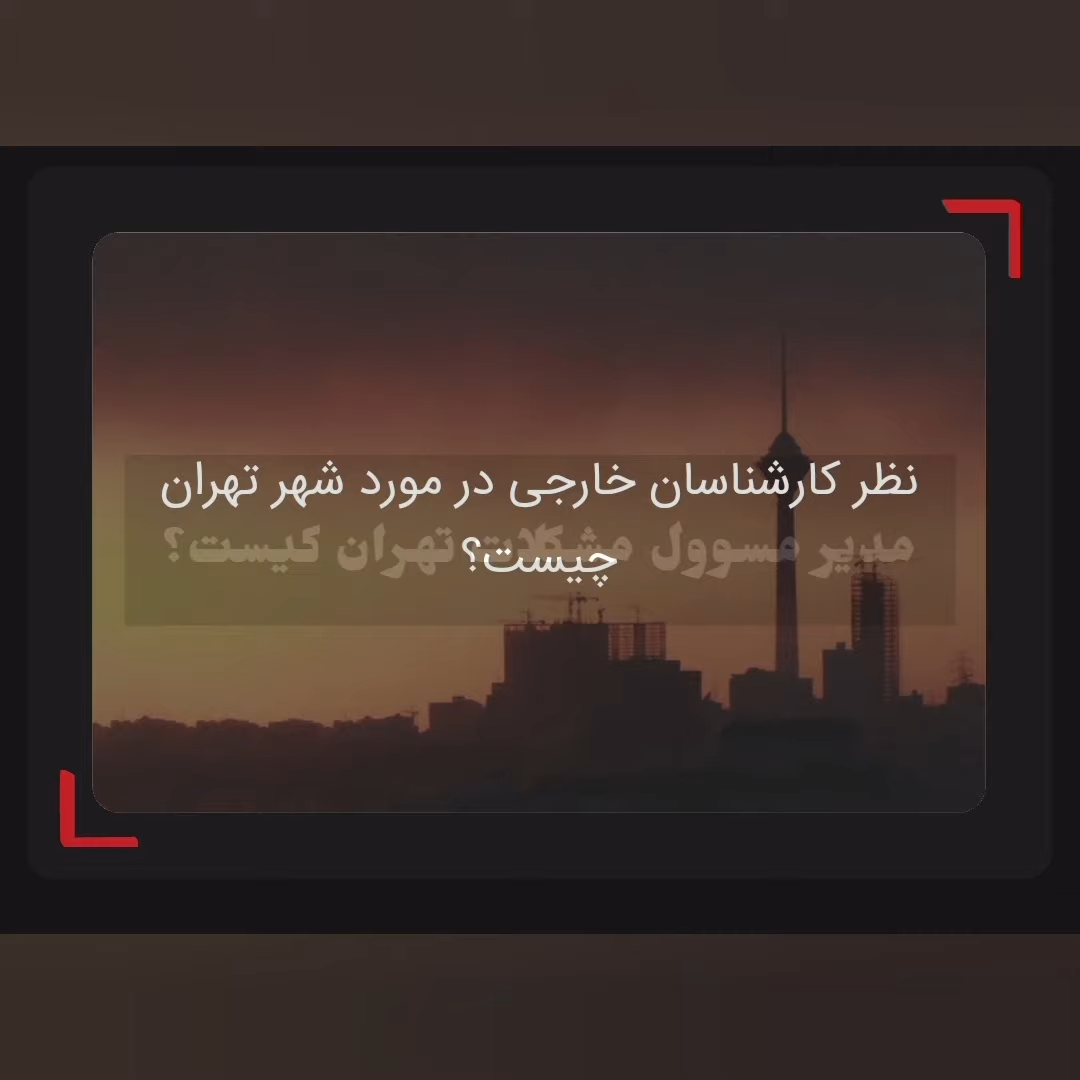 نظر کارشناسان خارجی در مورد شهر تهران
چیست؟
مدیر مسوول مشکلات تهران کیست؟